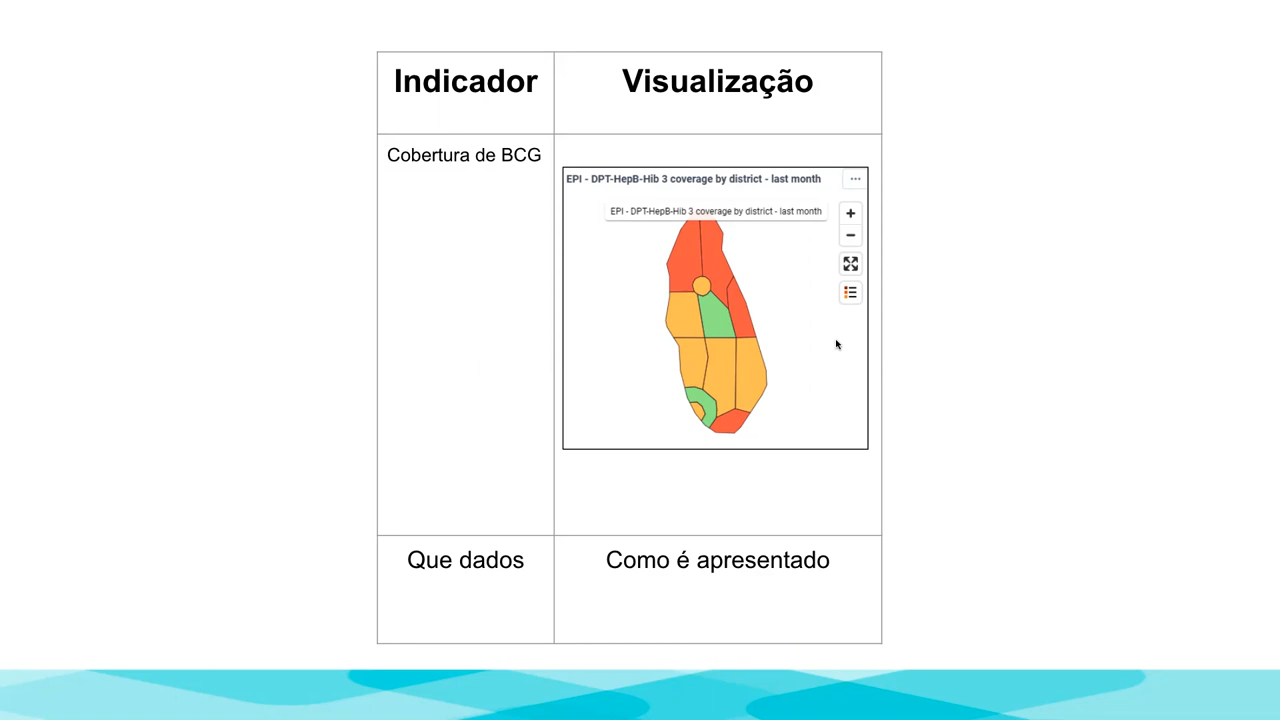 Indicador
Visualização
Cobertura de BCG
EPI - DPT-HepB-Hib 3 coverage by district - last month
EPI - DPT-HepB-Hib 3 coverage by district - last month
Que dados
Como é apresentado